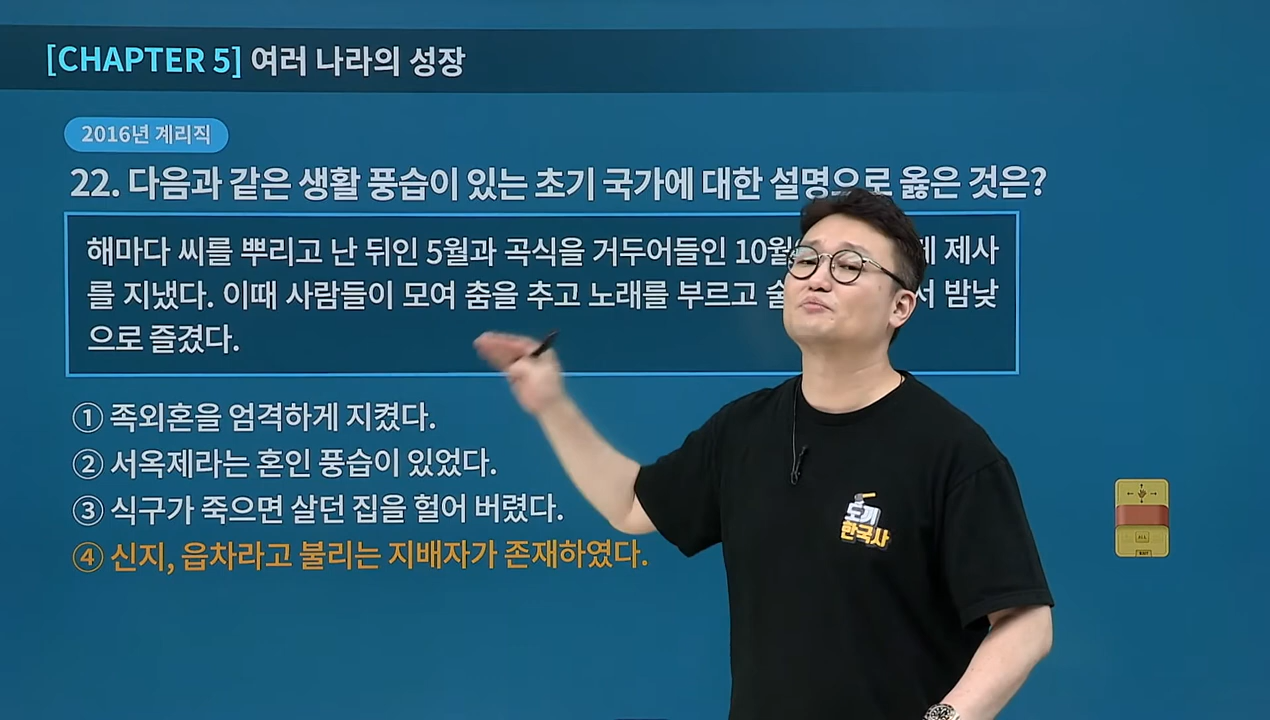 [CHAPTER 5] 여러 나라의 성장
2016년 계리직
22. 다음과 같은 생활 풍습이 있는 초기 국가에 대한 설명으로 옳은 것은?
해마다 씨를 뿌리고 난 뒤인 5월과 곡식을 거두어들인 10월 제사
를 지냈다. 이때 사람들이 모여 춤을 추고 노래를 부르고 술 밤낮
으로 즐겼다.
① 족외혼을 엄격하게 지켰다.
② 서옥제라는 혼인 풍습이 있었다.
③ 식구가 죽으면 살던 집을 헐어 버렸다.
④ 신지, 읍차라고 불리는 지배자가 존재하였다.
도끼
한국사
ALL